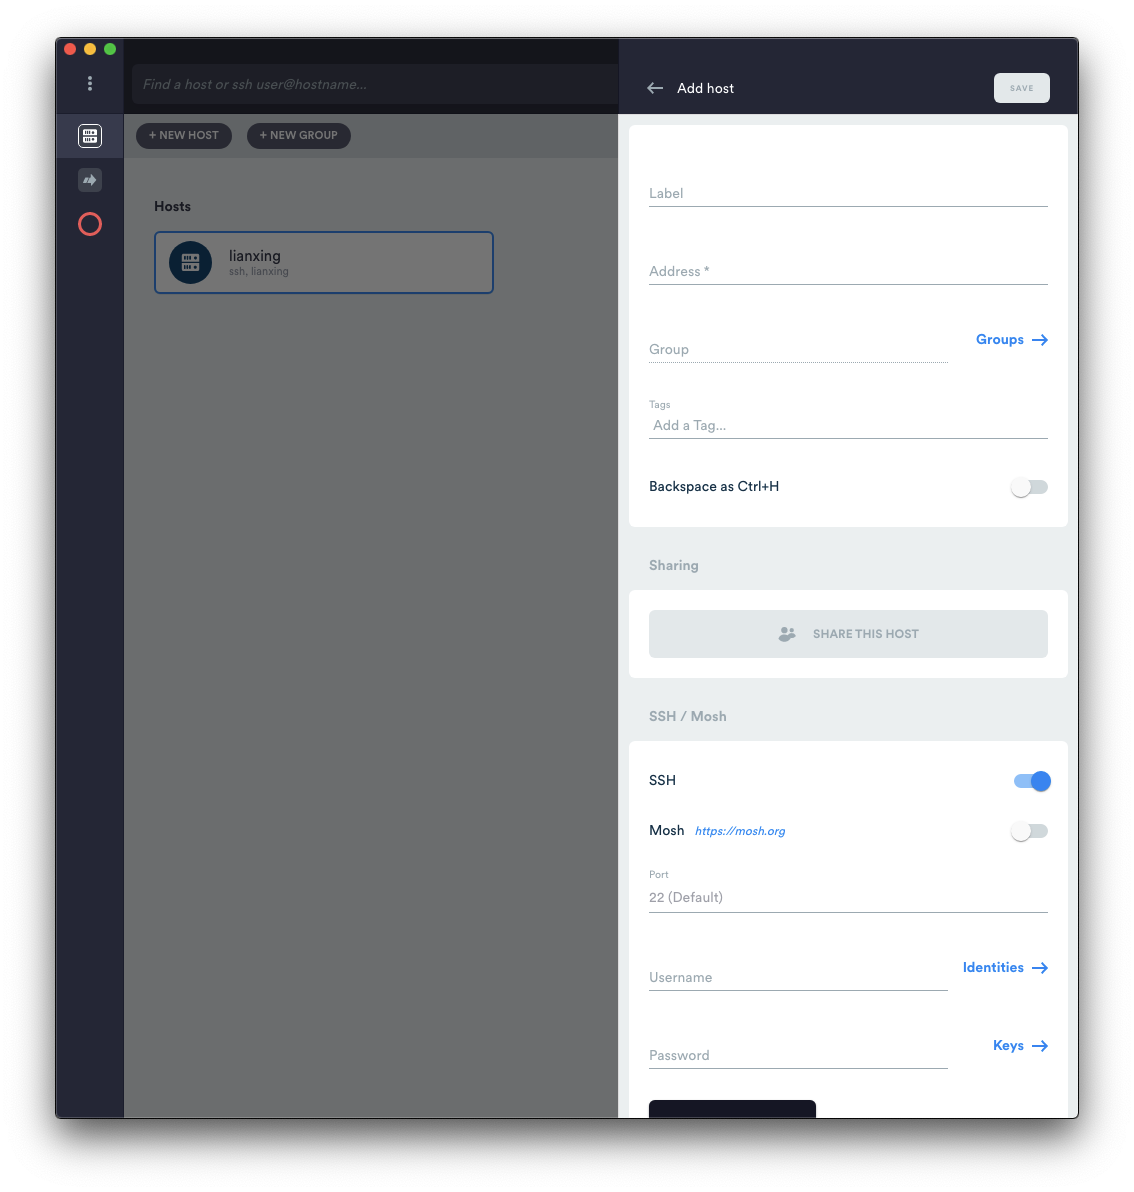 Find a host or ssh user@hostname...
+ NEW HOST
+ NEW GROUP
Hosts
lianxing
ssh, lianxing
Add host
SAVE
Label
Address *
Group
Groups
Tags
Add a Tag...
Backspace as Ctrl+H
Sharing
SHARE THIS HOST
SSH / Mosh
SSH
Mosh https://mosh.org
Port
22 (Default)
Username
Identities
Password
Keys